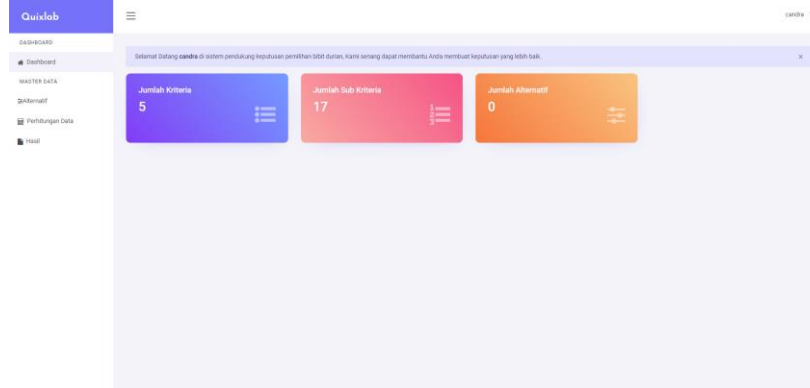 Quixlab
candra
DASHBOARD
Dashboard
MASTER DATA
Alternatif
Perhitungan Data
Hasil
Selamat Datang candra di sistem pendukung keputusan pemilihan bibit durian, Kami senang dapat membantu Anda membuat keputusan yang lebih baik.
x
Jumlah Kriteria
5
Jumlah Sub Kriteria
17
Jumlah Alternatif
0